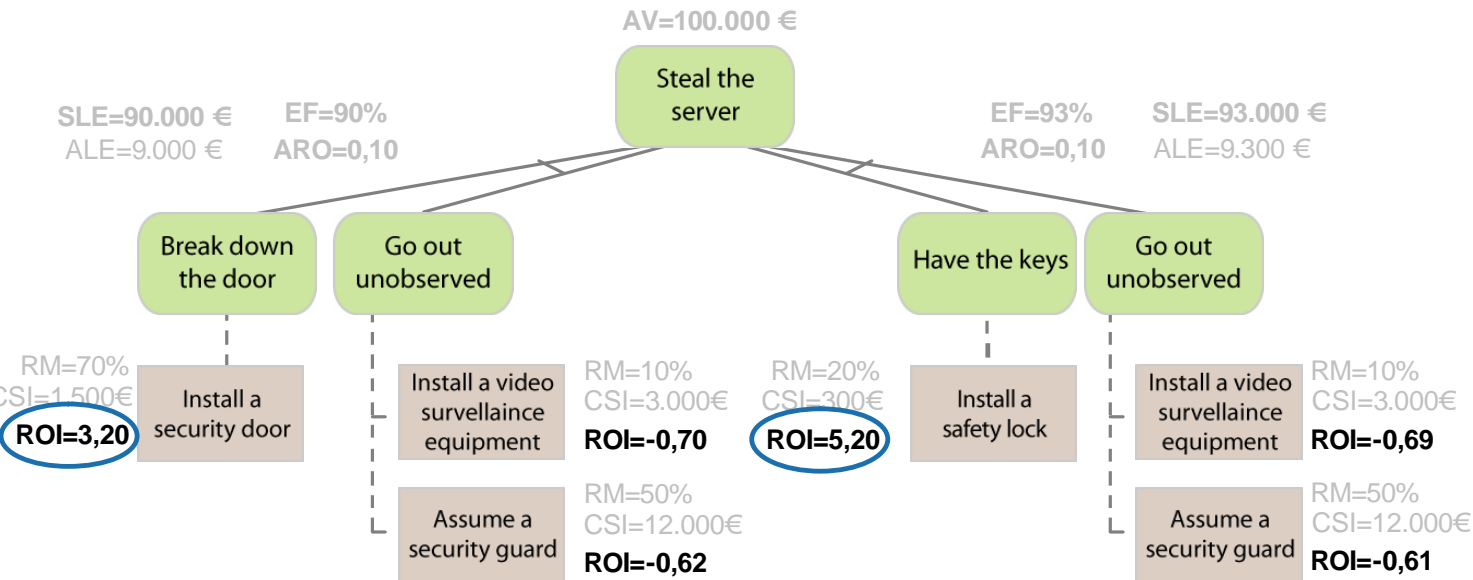 AV=100.000 €
Steal the
server
SLE=90.000 €
EF=90%
ALE=9.000 €
ARO=0,10
EF=93%
SLE=93.000 €
ARO=0,10
ALE=9.300 €
Break down
the door
Go out
unobserved
Have the keys
Go out
unobserved
RM=70%
CSI=1.500€
ROI=3,20
Install a
security door
Install a video
survellaince
equipment
RM=10%
CSI=3.000€
ROI=-0,70
RM=20%
CSI=300€
ROI=5,20
Install a
safety lock
Install a video
survellaince
equipment
RM=10%
CSI=3.000€
ROI=-0,69
Assume a
security guard
RM=50%
CSI=12.000€
ROI=-0,62
Assume a
security guard
RM=50%
CSI=12.000€
ROI=-0,61